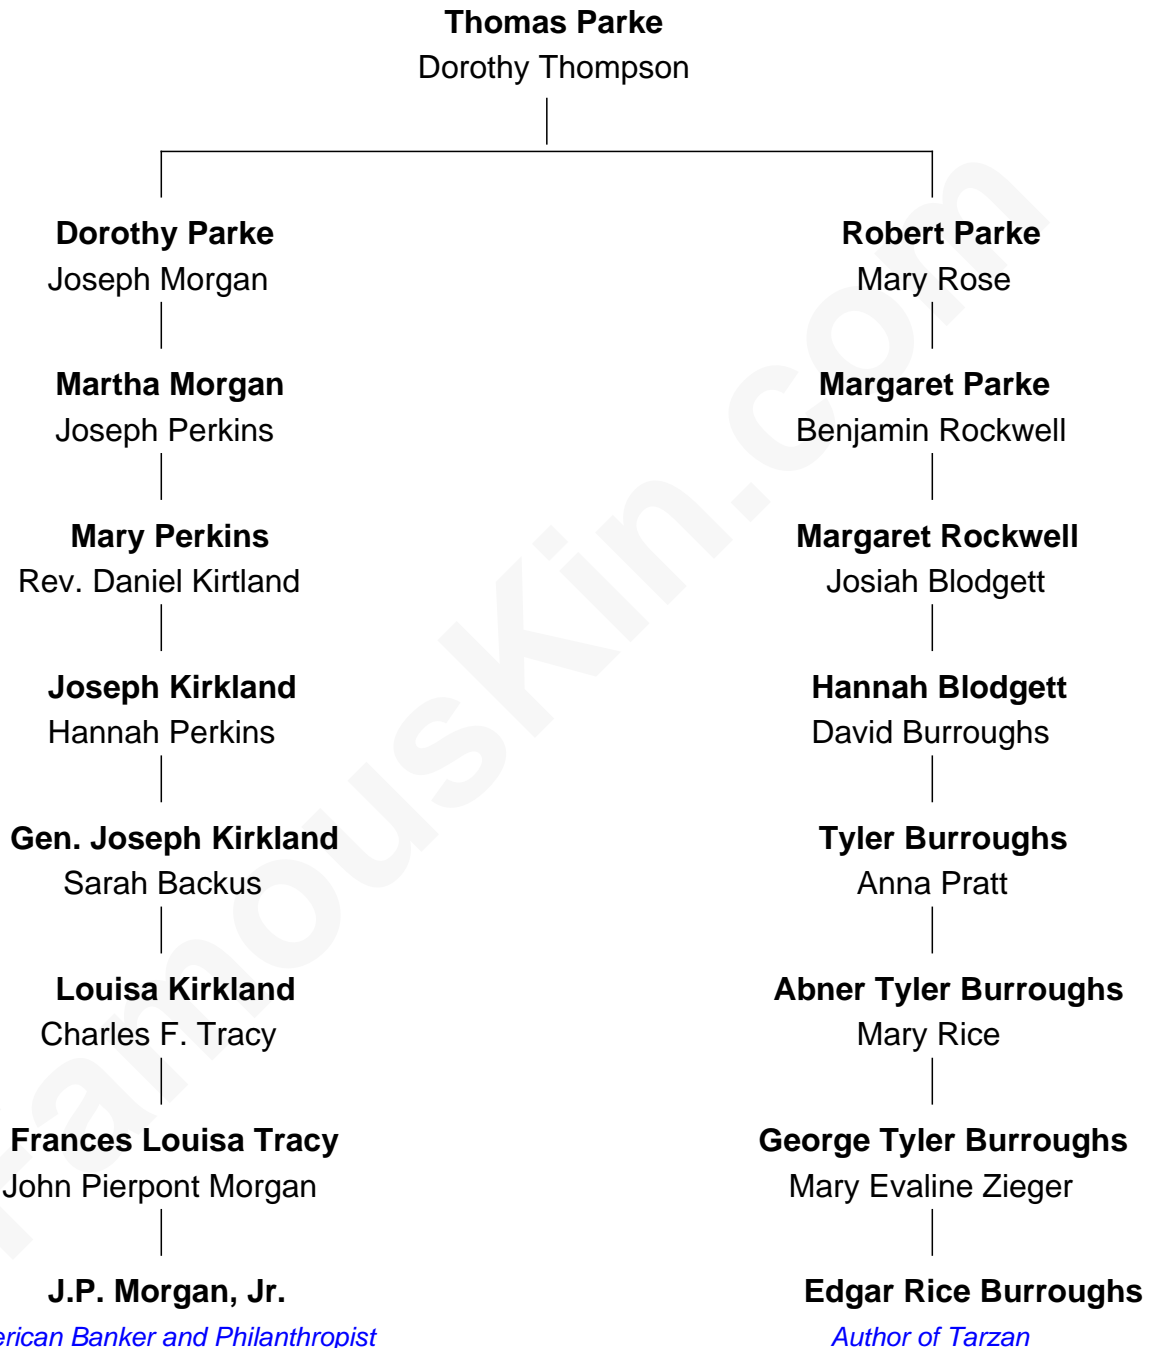 Thomas Parke
Dorothy Thompson
Dorothy Parke
Joseph Morgan
Robert Parke
Mary Rose
Martha Morgan
Joseph Perkins
Margaret Parke
Benjamin Rockwell
Mary Perkins
Rev. Daniel Kirtland
Margaret Rockwell
Josiah Blodgett
Joseph Kirkland
Hannah Perkins
Hannah Blodgett
David Burroughs
Gen. Joseph Kirkland
Sarah Backus
Tyler Burroughs
Anna Pratt
Louisa Kirkland
Charles F. Tracy
Abner Tyler Burroughs
Mary Rice
Frances Louisa Tracy
John Pierpont Morgan
George Tyler Burroughs
Mary Evaline Zieger
J.P. Morgan, Jr.
erican Banker and Philanthropist
Edgar Rice Burroughs
Author of Tarzan
famouskin.com